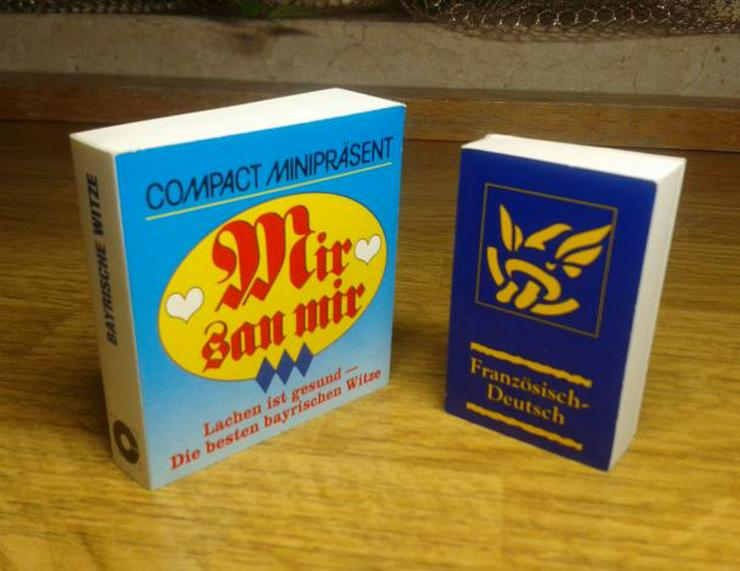 BAYRISCHE WITZE
COMPACT MINIPRÄSENT
Mir
san mir
Lachen ist gesund —
Die besten bayrischen Witze
Französisch-
Deutsch